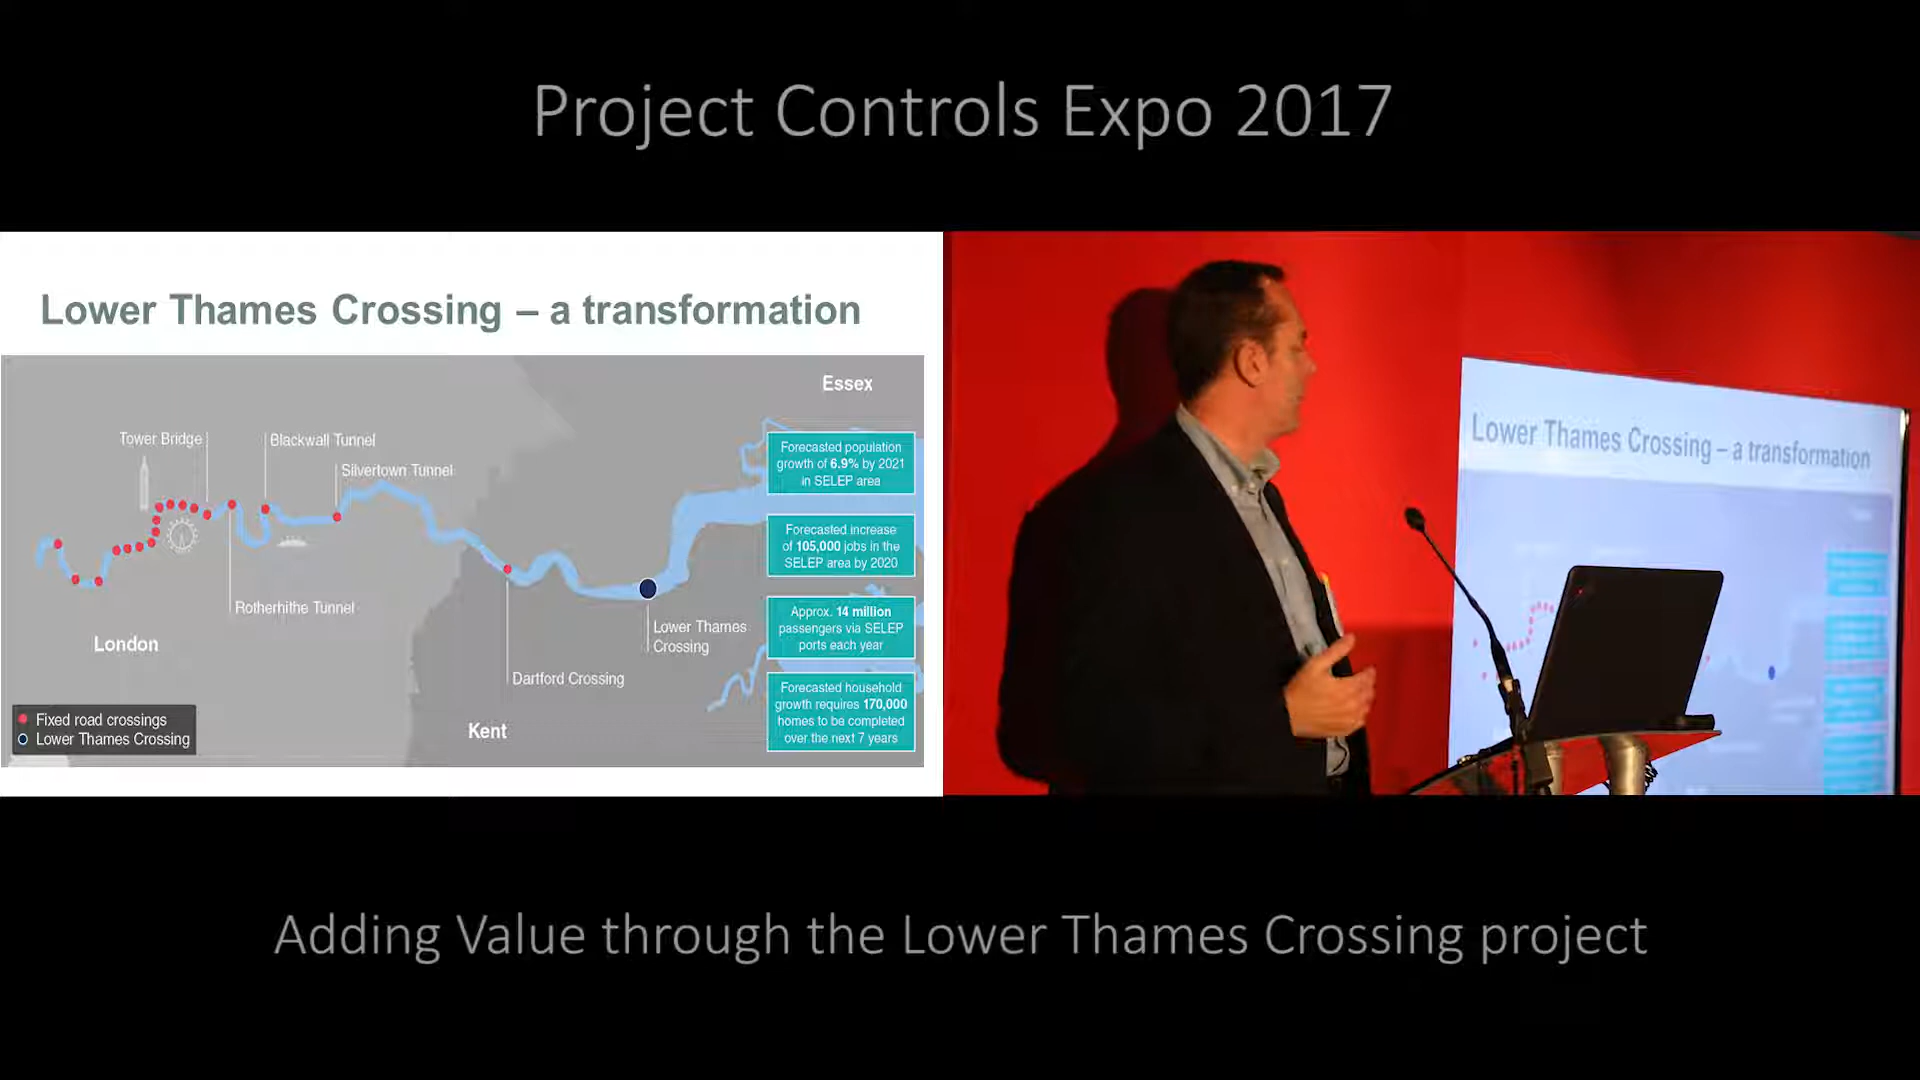 Project Controls Expo 2017
Lower Thames Crossing – a transformation
Essex
Tower Bridge
Blackwall Tunnel
Silvertown Tunnel
Forecasted population
growth of 6.9% by 2021
in SELEP area
Forecasted increase
of 105,000 jobs in the
SELEP area by 2020
Rotherhithe Tunnel
Approx. 14 million
passengers via SELEP
ports each year
Lower Thames
Crossing
London
Dartford Crossing
Forecasted household
growth requires 170,000
homes to be completed
over the next 7 years
Kent
Fixed road crossings
Lower Thames Crossing
Lower Thames Crossing – a transformation
Adding Value through the Lower Thames Crossing project